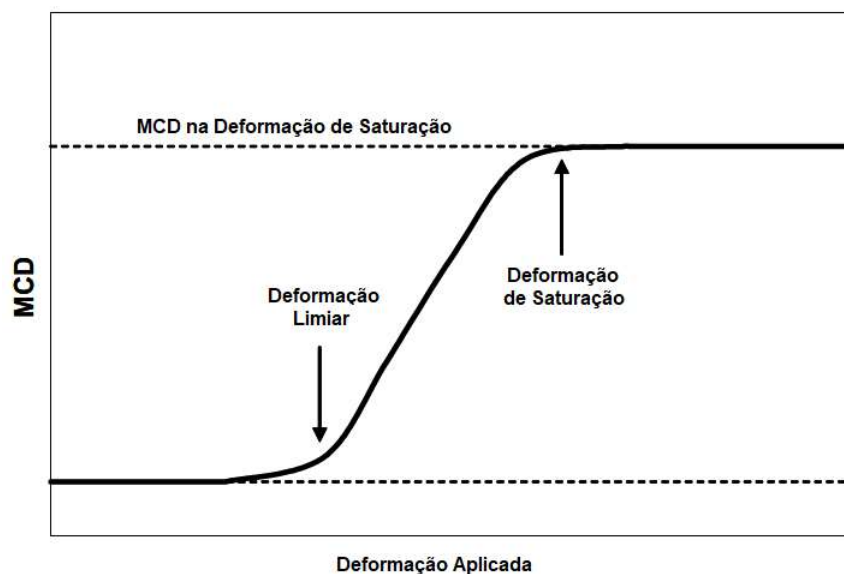 MCD na Deformação de Saturação
MCD
Deformação
Limiar
Deformação
de Saturação
Deformação Aplicada